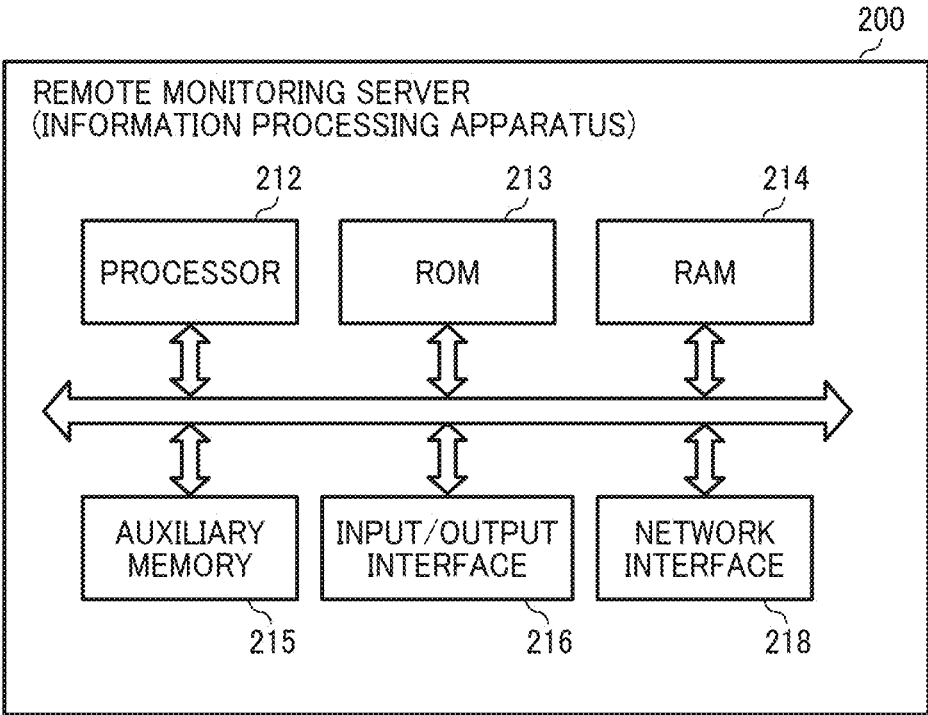 200
REMOTE MONITORING SERVER
(INFORMATION PROCESSING APPARATUS)
212
213
214
PROCESSOR
ROM
RAM
AUXILIARY
MEMORY
INPUT/OUTPUT
INTERFACE
NETWORK
INTERFACE
215
216
218